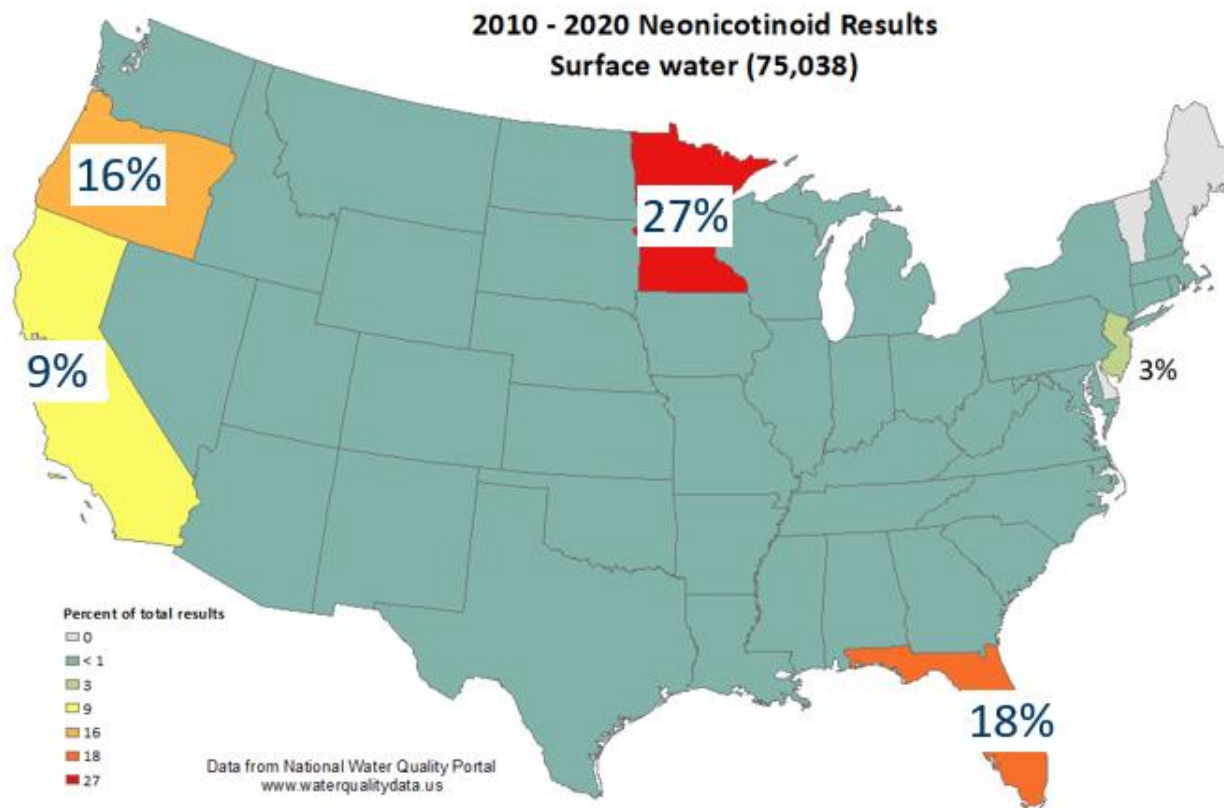 2010 - 2020 Neonicotinoid Results
Surface water (75,038)
16%
27%
9%
3%
18%
Percent of total results
0
< 1
3
9
16
18
27
Data from National Water Quality Portal
www.waterqualitydata.us